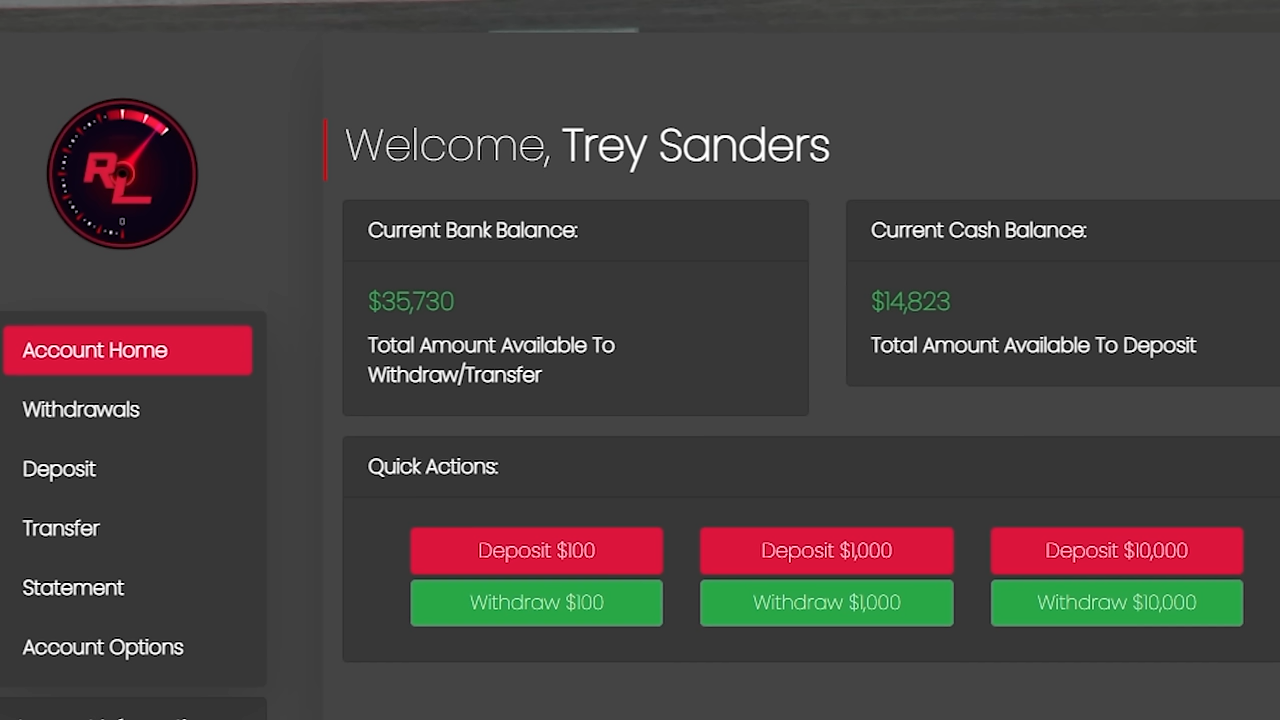 RL
0
Welcome, Trey Sanders
Current Bank Balance:
$35,730
Total Amount Available To
Withdraw/Transfer
Current Cash Balance:
$14,823
Total Amount Available To Deposit
Account Home
Withdrawals
Deposit
Transfer
Statement
Account Options
Quick Actions:
Deposit $100
Deposit $1,000
Deposit $10,000
Withdraw $100
Withdraw $1,000
Withdraw $10,000